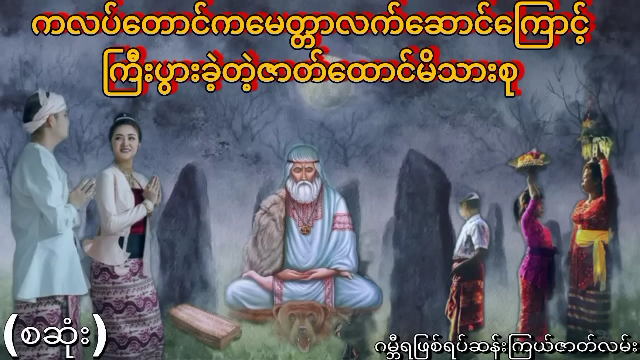 ကလပ်တောင်ကမေတ္တာလက်ဆောင်ကြောင့်
ကြီးပွားခဲ့တဲ့ဇာတ်ထောင်မိသားစု
(စဆုံး)
ဂမ္ဘီရဖြစ်ရပ်ဆန်းကြယ်ဇာတ်လမ်း